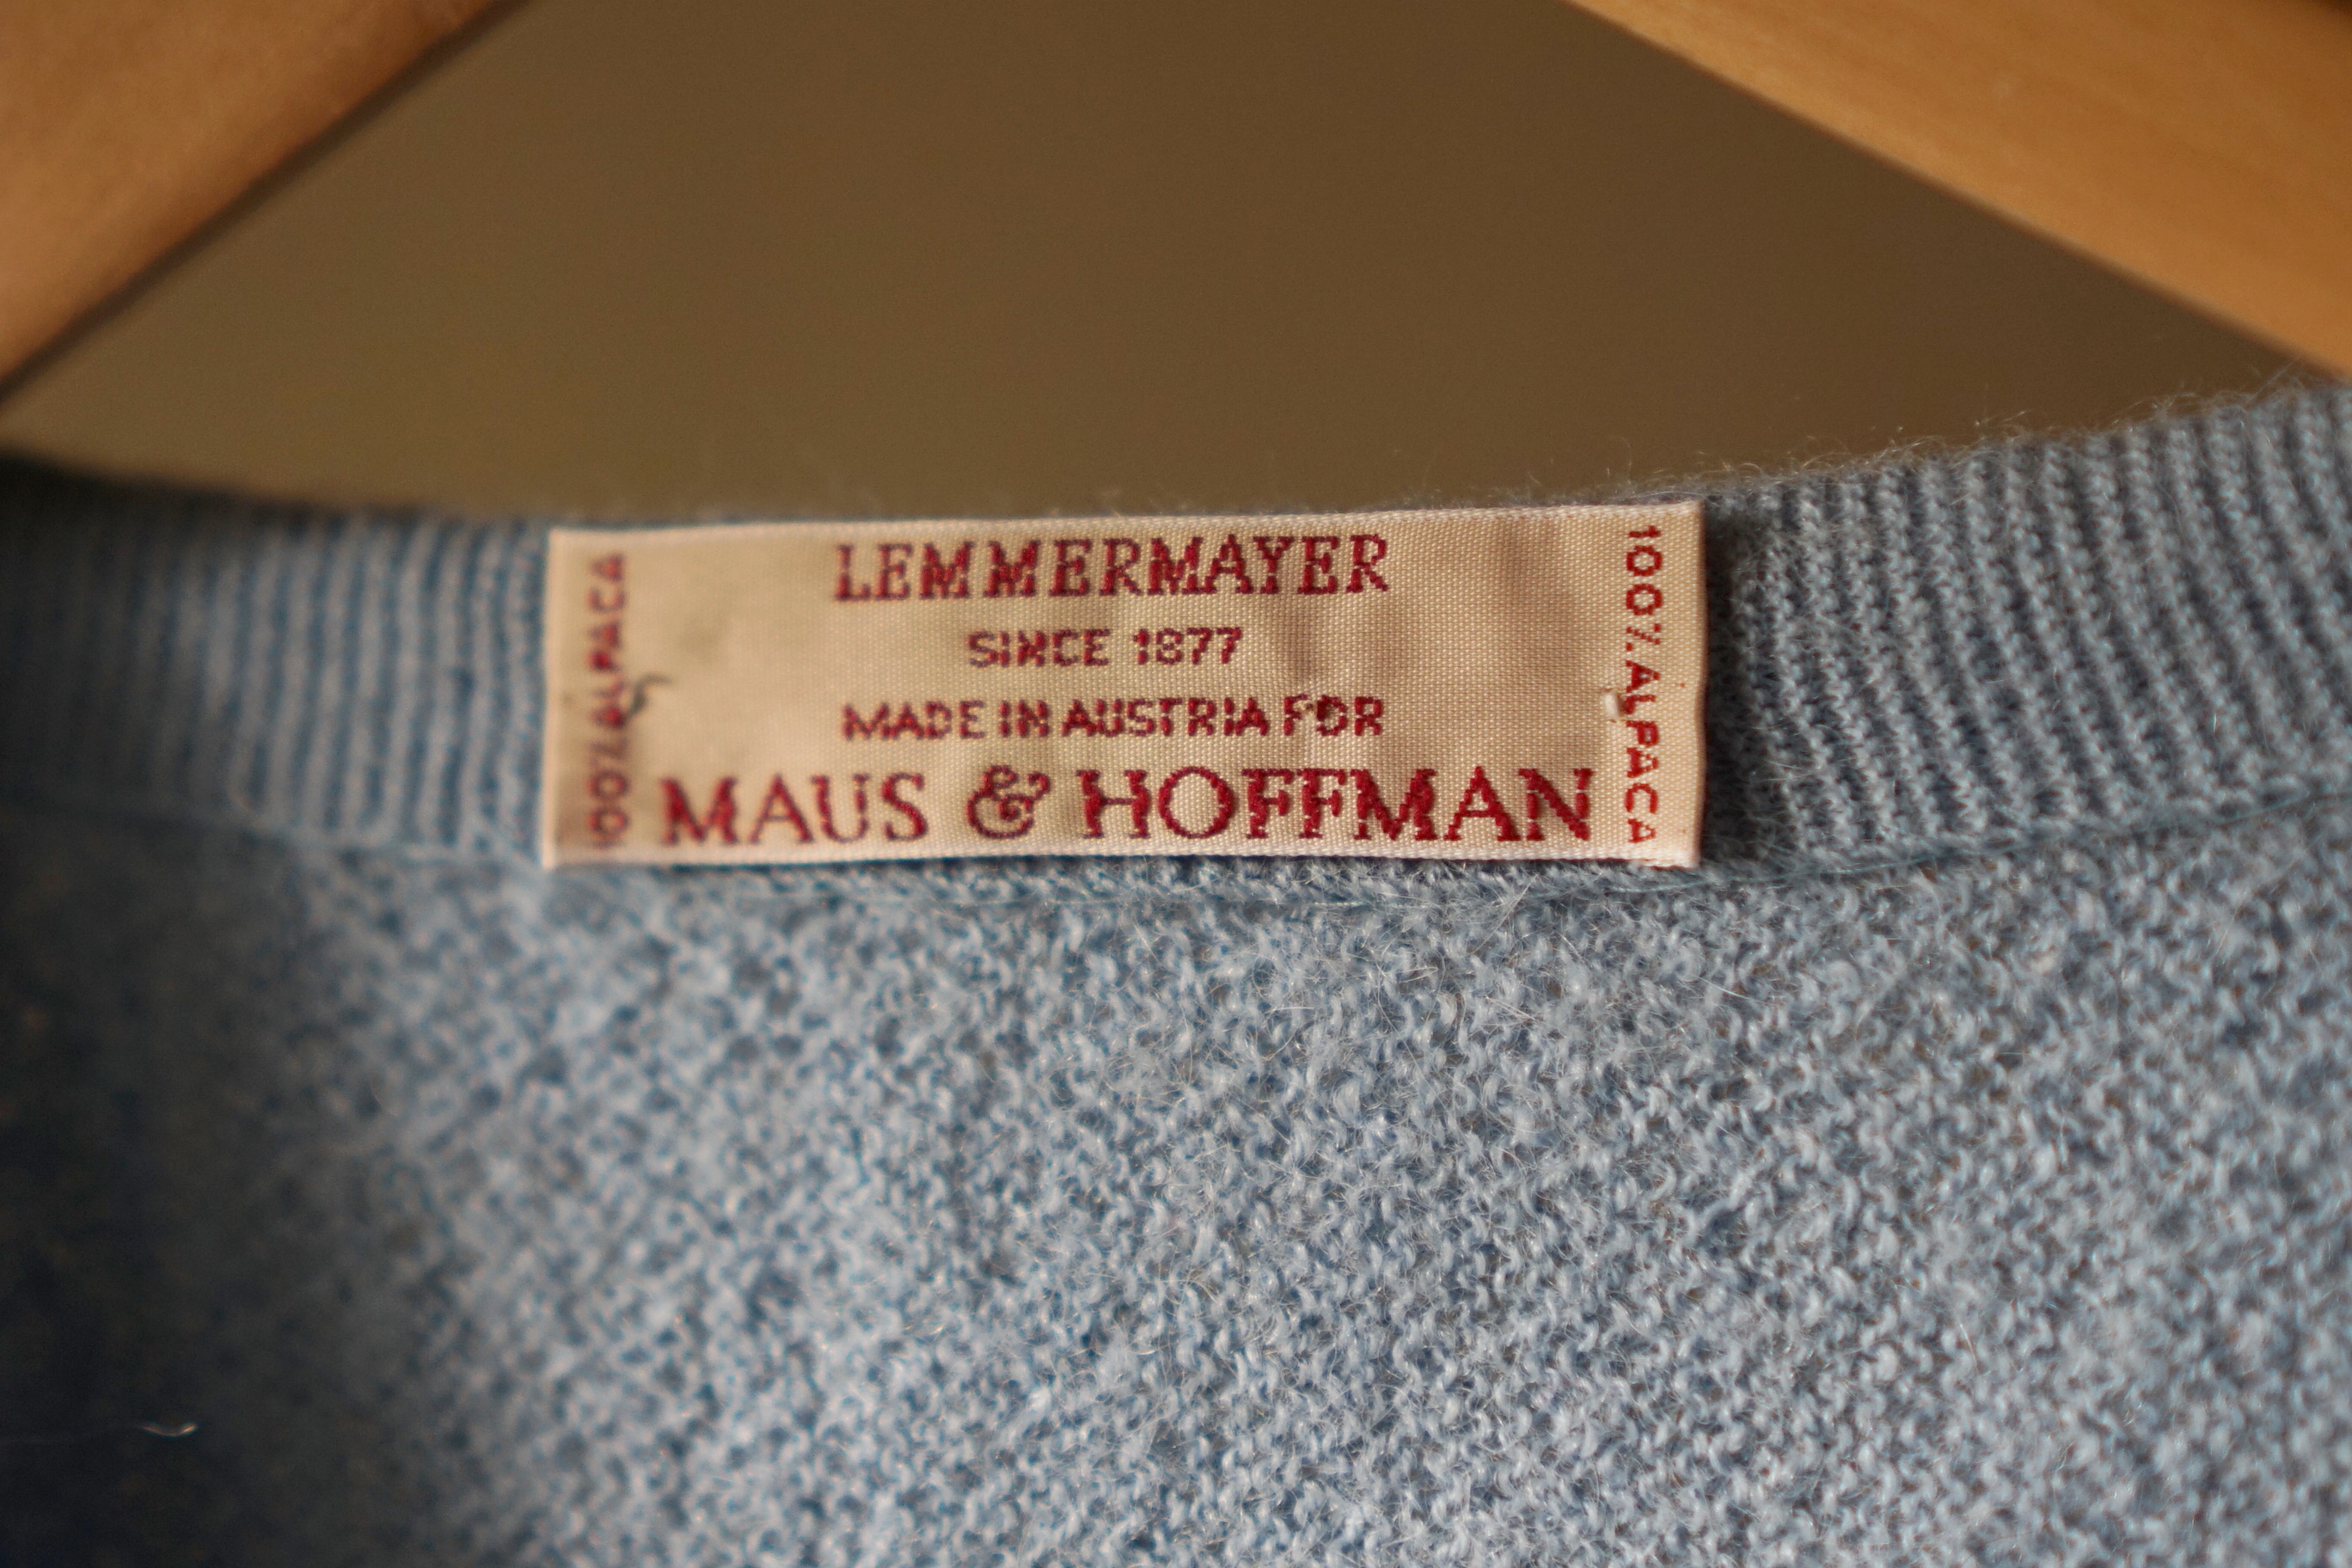 LEMMERMAYER
SINCE 1877
MADE IN AUSTRIA FOR
MAUS & HOFFMAN
100% ALPACA
100% ALPACA